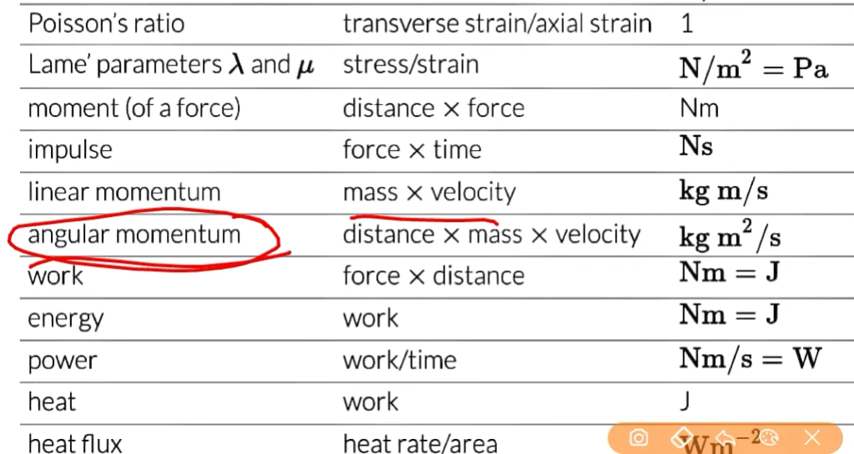 Poisson's ratio transverse strain/axial strain 1
Lame' parameters λ and μ stress/strain N/m² = Pa
moment (of a force) distance × force Nm
impulse force × time Ns
linear momentum mass × velocity kg m/s
angular momentum distance × mass × velocity kg m²/s
work force × distance Nm = J
energy work Nm = J
power work/time Nm/s = W
heat work J
heat flux heat rate/area Wm⁻²